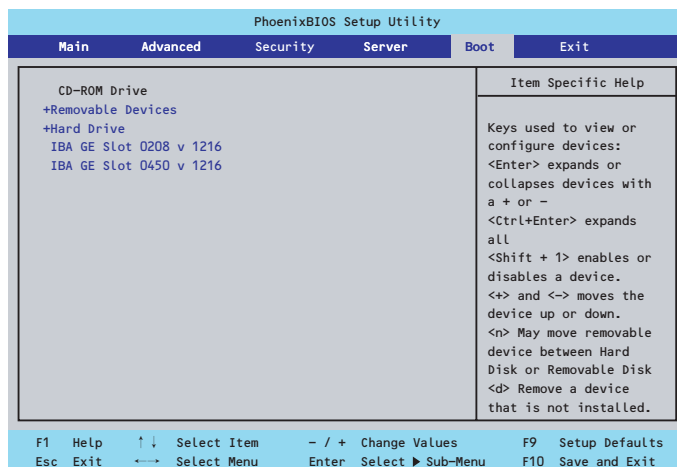 PhoenixBIOS Setup Utility
Main Advanced Security Server Boot Exit
CD-ROM Drive
+Removable Devices
+Hard Drive
IBA GE Slot 0208 v 1216
IBA GE Slot 0450 v 1216
Item Specific Help
Keys used to view or
configure devices:
<Enter> expands or
collapses devices with
a + or -
<Ctrl+Enter> expands
all
<Shift + 1> enables or
disables a device.
<+> and <-> moves the
device up or down.
<n> May move removable
device between Hard
Disk or Removable Disk
<d> Remove a device
that is not installed.
F1 Help ↑↓ Select Item - / + Change Values F9 Setup Defaults
Esc Exit ←→ Select Menu Enter Select ▶ Sub-Menu F10 Save and Exit